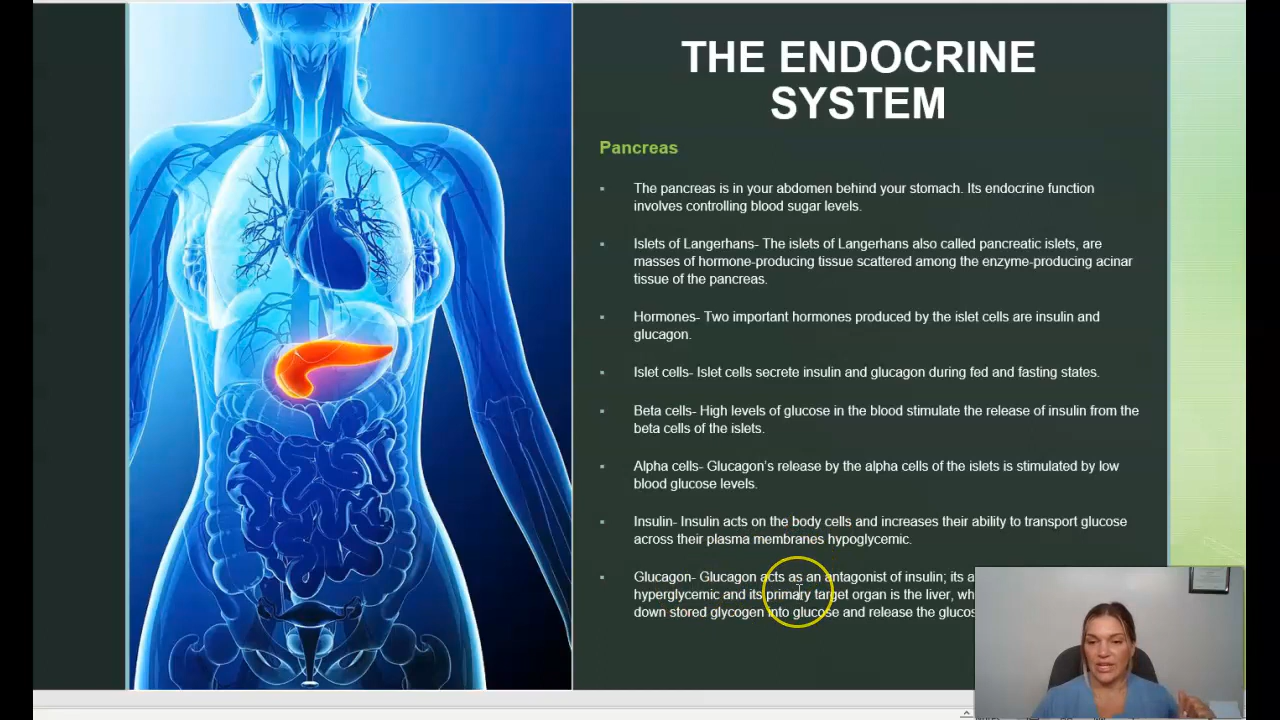 THE ENDOCRINE
SYSTEM
Pancreas
The pancreas is in your abdomen behind your stomach. Its endocrine function
involves controlling blood sugar levels.
Islets of Langerhans- The islets of Langerhans also called pancreatic islets, are
masses of hormone-producing tissue scattered among the enzyme-producing acinar
tissue of the pancreas.
Hormones- Two important hormones produced by the islet cells are insulin and
glucagon.
Islet cells- Islet cells secrete insulin and glucagon during fed and fasting states.
Beta cells- High levels of glucose in the blood stimulate the release of insulin from the
beta cells of the islets.
Alpha cells- Glucagon’s release by the alpha cells of the islets is stimulated by low
blood glucose levels.
Insulin- Insulin acts on the body cells and increases their ability to transport glucose
across their plasma membranes hypoglycemic.
Glucagon- Glucagon acts as an antagonist of insulin; its
hyperglycemic and its primary target organ is the liver,
down stored glycogen into glucose and release the